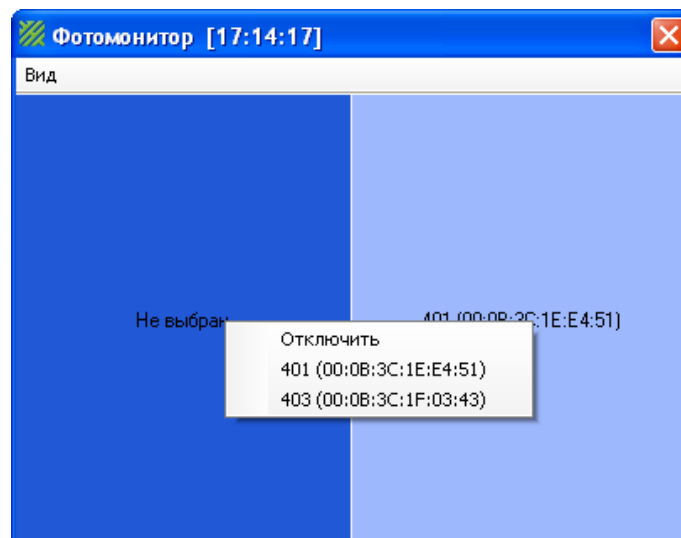 Фотомонитор [17:14:17]
Вид
Не выбран
401 (00:0B:3C:1E:E4:51)
Отключить
401 (00:0B:3C:1E:E4:51)
403 (00:0B:3C:1F:03:43)